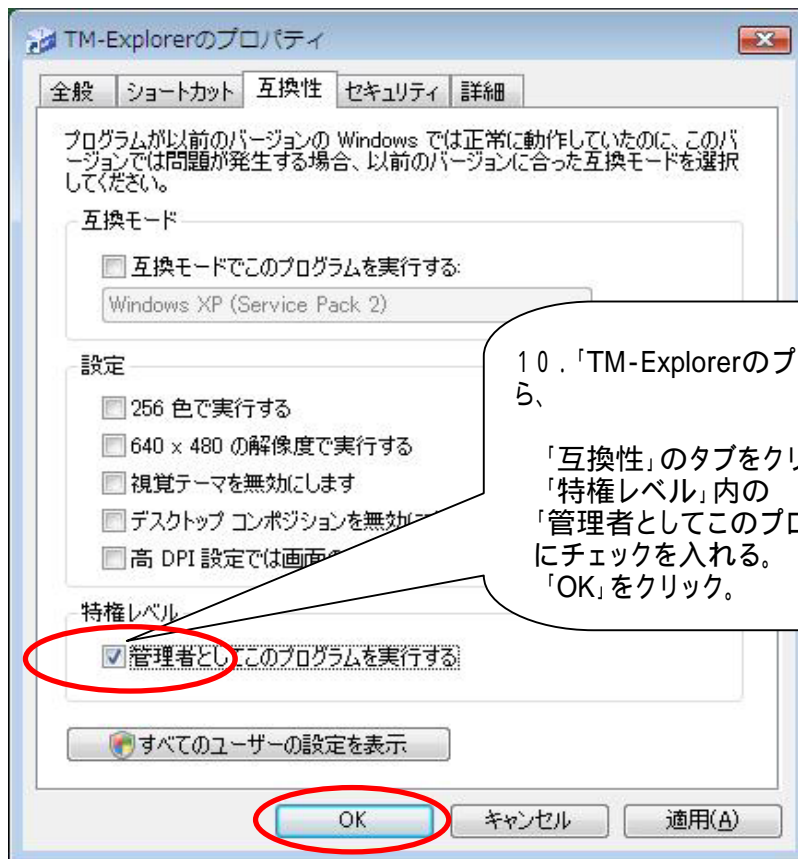 TM-Explorerのプロパティ
全般 ショートカット 互換性 セキュリティ 詳細
プログラムが以前のバージョンの Windows では正常に動作していたのに、このバ
ージョンでは問題が発生する場合、以前のバージョンに合った互換モードを選択
してください。
互換モード
互換モードでこのプログラムを実行する:
Windows XP (Service Pack 2)
設定
256 色で実行する
640 x 480 の解像度で実行する
視覚テーマを無効にします
デスクトップ コンポジションを無効に
高 DPI 設定では画面の
特権レベル
管理者としてこのプログラムを実行する
すべてのユーザーの設定を表示
OK キャンセル 適用(A)
10.「TM-Explorerのプ
ら、
「互換性」のタブをクリ
「特権レベル」内の
「管理者としてこのプロ
にチェックを入れる。
「OK」をクリック。